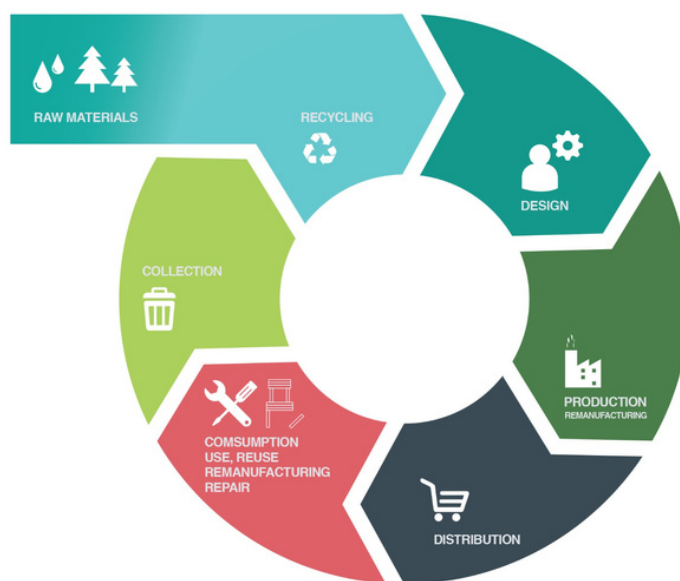 RAW MATERIALS
RECYCLING
DESIGN
PRODUCTION
REMANUFACTURING
DISTRIBUTION
COMSUMPTION
USE, REUSE
REMANUFACTURING
REPAIR
COLLECTION